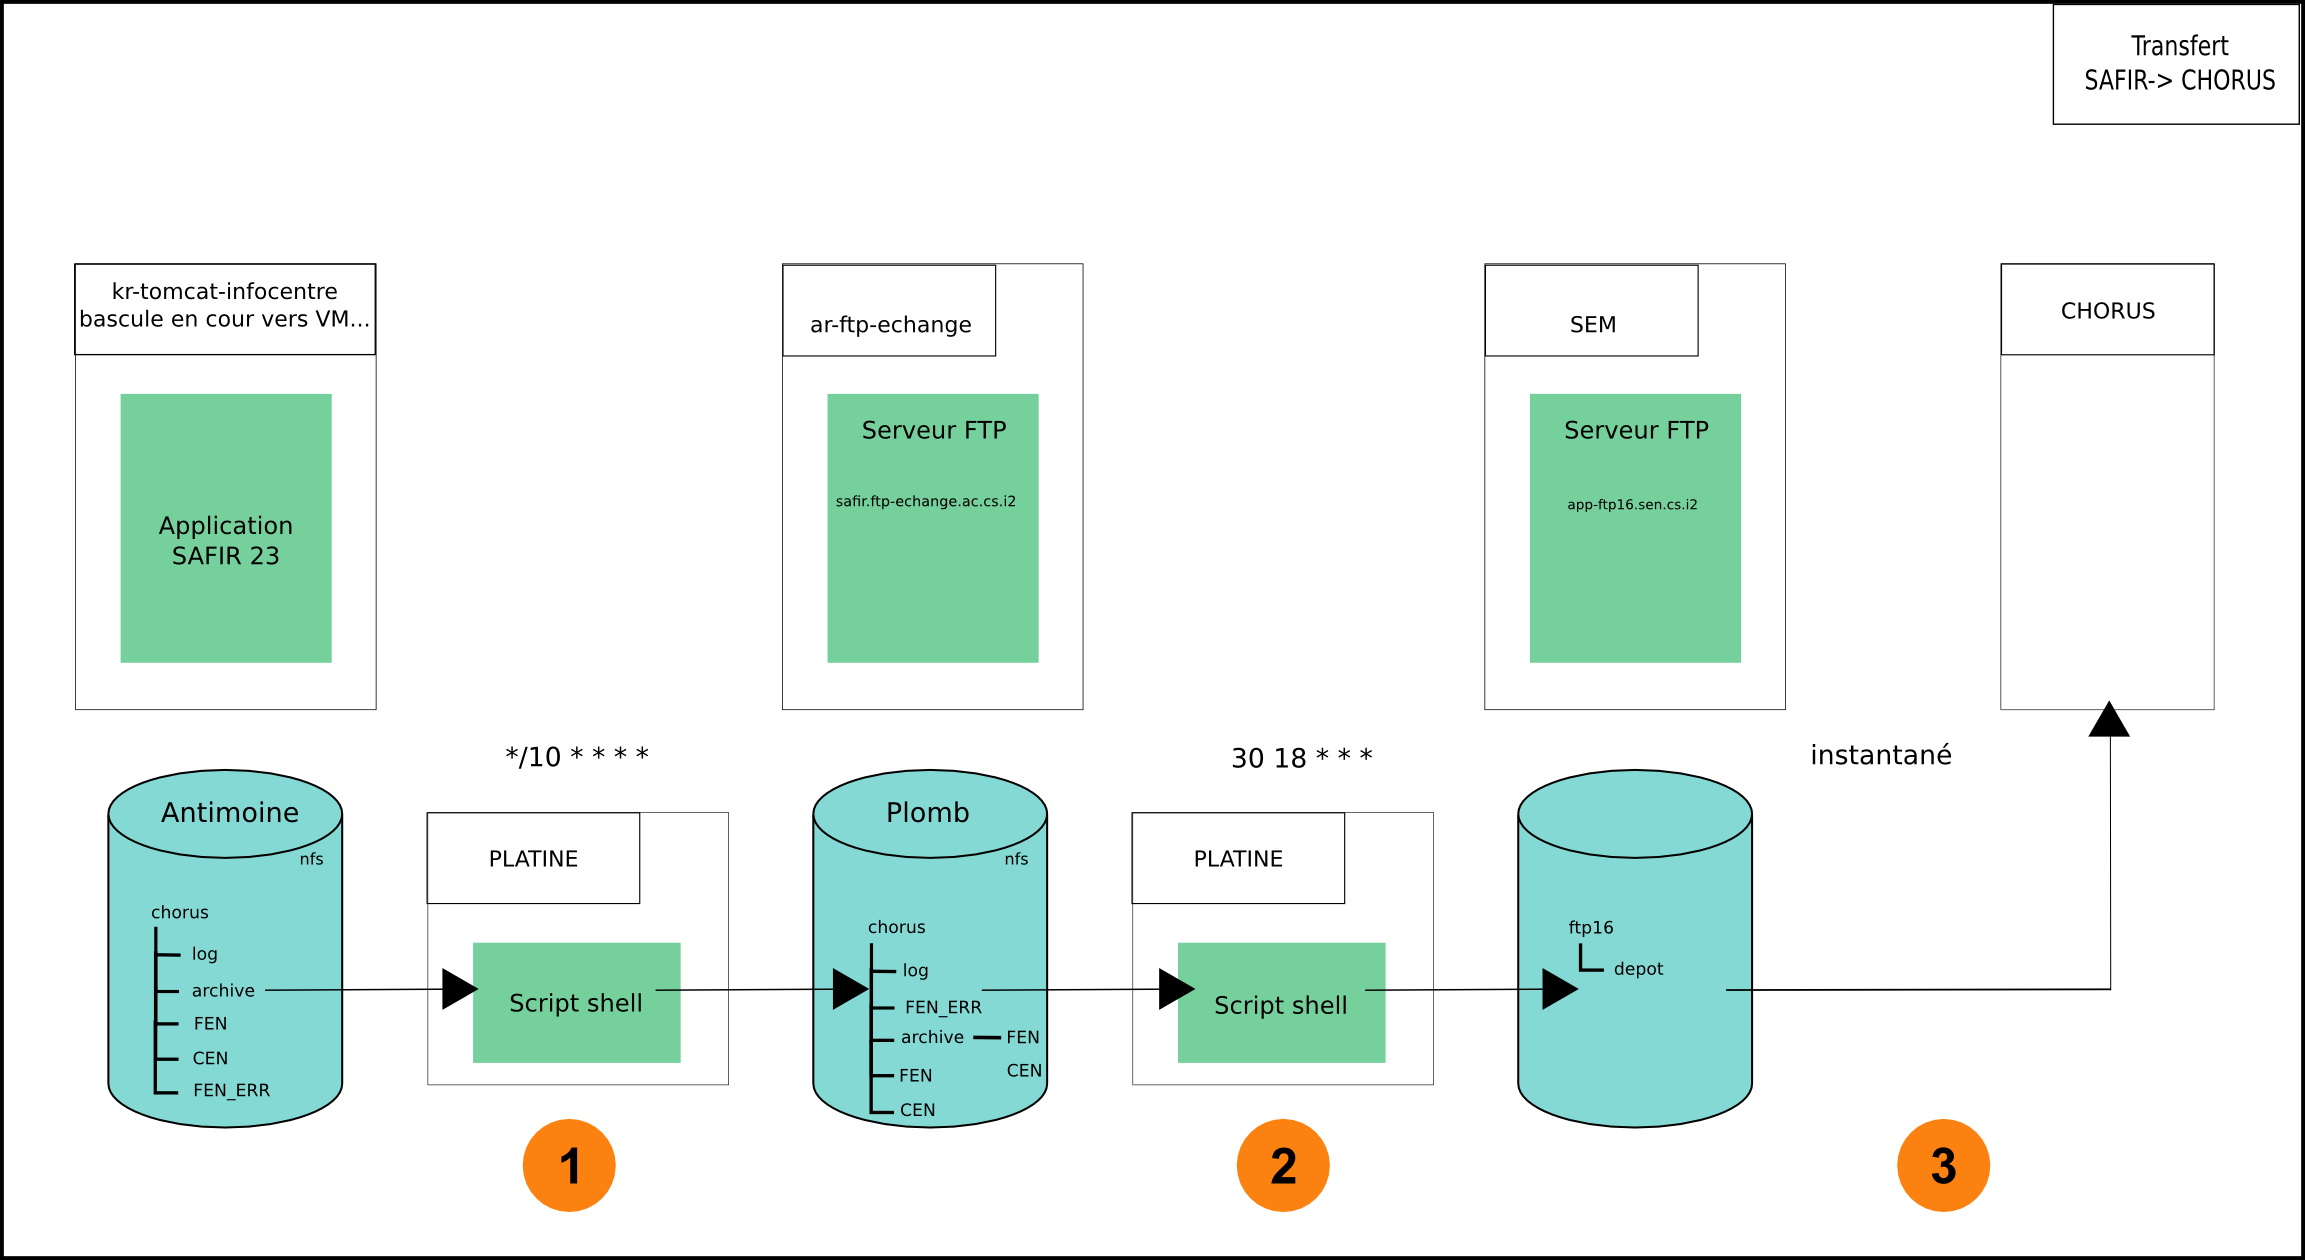 Transfert
SAFIR-> CHORUS
kr-tomcat-infocentre
bascule en cour vers VM...
ar-ftp-echange
SEM
CHORUS
Application
SAFIR 23
Serveur FTP
safir.ftp-echange.ac.cs.i2
Serveur FTP
app-ftp16.sen.cs.i2
*/10 * * * *
30 18 * * *
instantané
Antimoine
nfs
chorus
log
archive
FEN
CEN
FEN_ERR
PLATINE
Script shell
Plomb
nfs
chorus
log
FEN_ERR
archive FEN
CEN
FEN
CEN
PLATINE
Script shell
ftp16
depot
1
2
3